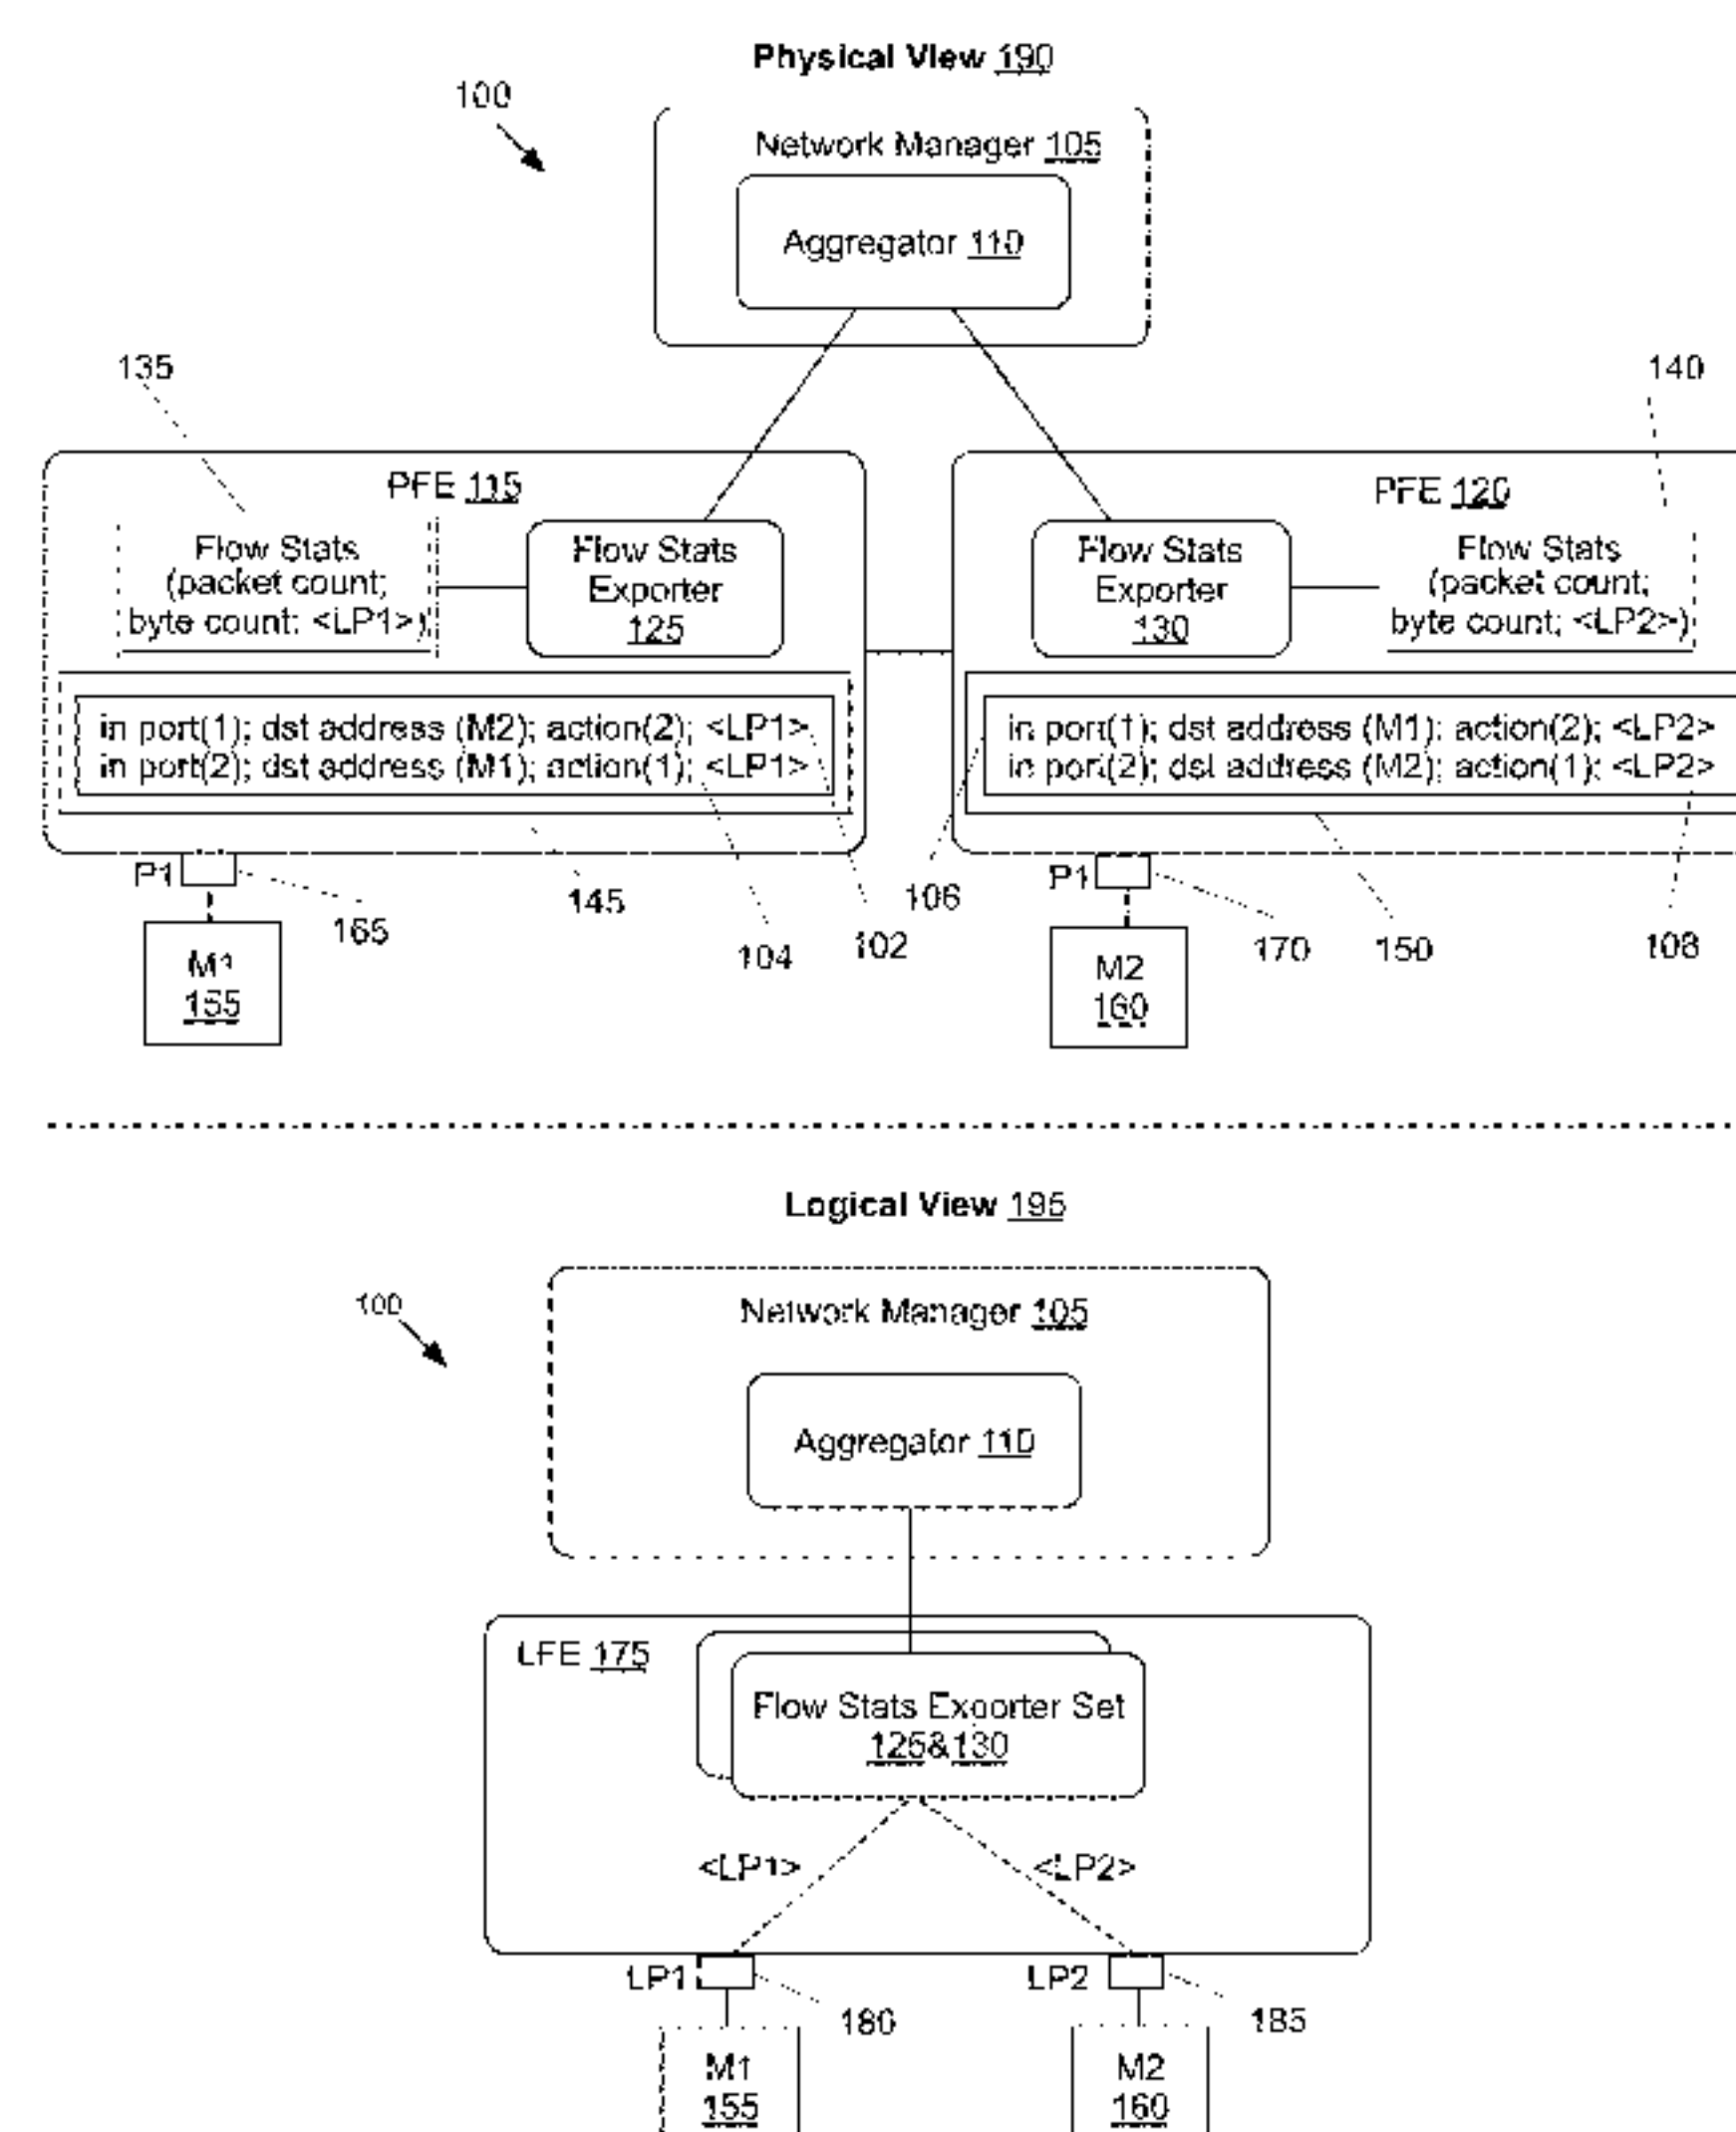 Physical View 190
100
Network Manager 105
Aggregator 110
135
140
PFE 115
Flow Stats
(packet count;
byte count; <LP1>)
Flow Stats
Exporter
125
in port(1); dst address (M2); action(2); <LP1>
in port(2); dst address (M1); action(1); <LP1>
PFE 120
Flow Stats
Exporter
130
Flow Stats
(packet count;
byte count; <LP2>)
in port(1); dst address (M1); action(2); <LP2>
in port(2); dst address (M2); action(1); <LP2>
P1
165
145
104
102
106
P1
170
150
108
M1
155
M2
160
Logical View 195
100
Network Manager 105
Aggregator 110
LFE 175
Flow Stats Exporter Set
125&130
<LP1>
<LP2>
LP1
180
LP2
185
M1
155
M2
160